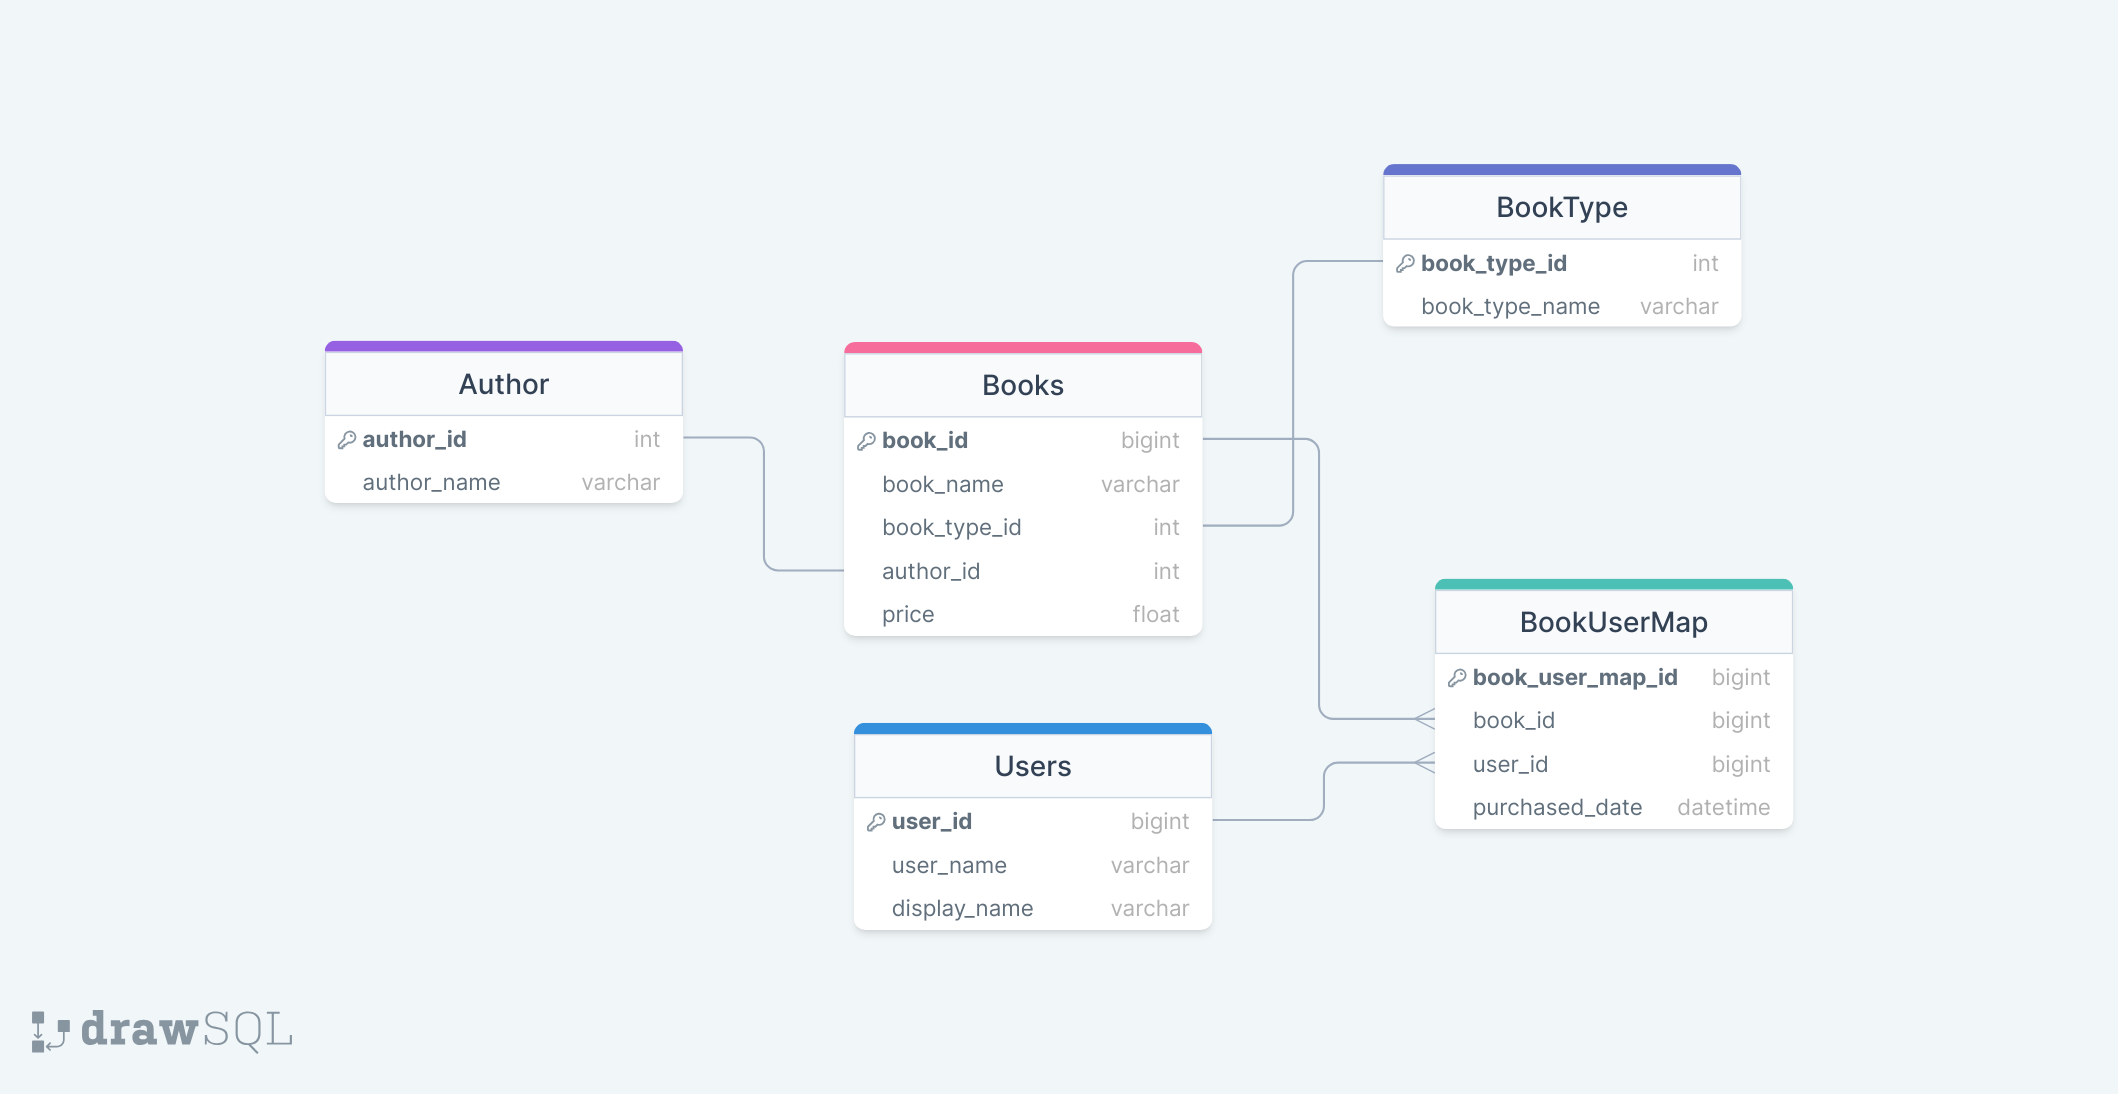 BookType
book_type_id int
book_type_name varchar
Author
author_id int
author_name varchar
Books
book_id bigint
book_name varchar
book_type_id int
author_id int
price float
BookUserMap
book_user_map_id bigint
book_id bigint
user_id bigint
purchased_date datetime
Users
user_id bigint
user_name varchar
display_name varchar
drawSQL